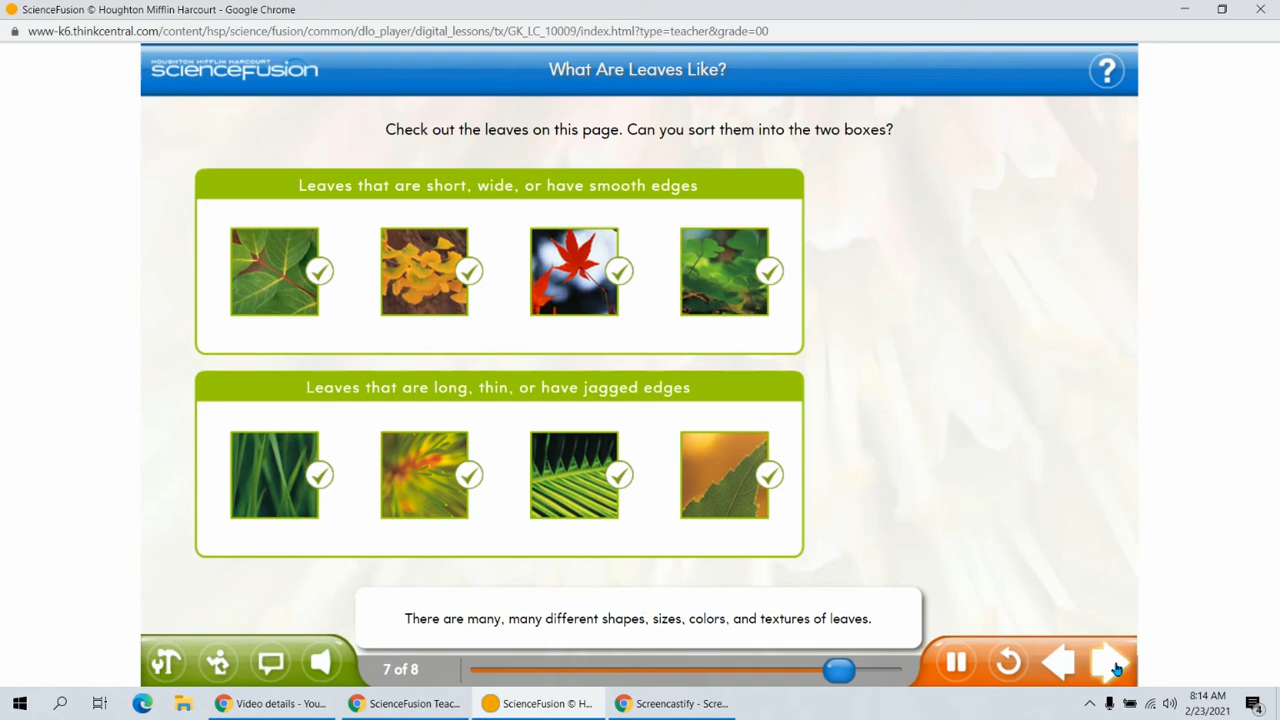 ScienceFusion © Houghton Mifflin Harcourt - Google Chrome
www-k6.thinkcentral.com/content/hsp/science/fusion/common/dlo_player/digital_lessons/tx/GK_LC_10009/index.html?type=teacher&grade=00
HOUGHTON MIFFLIN HARCOURT
SCIENCEFUSION
What Are Leaves Like?
?
Check out the leaves on this page. Can you sort them into the two boxes?
Leaves that are short, wide, or have smooth edges
Leaves that are long, thin, or have jagged edges
There are many, many different shapes, sizes, colors, and textures of leaves.
7 of 8
Video details - You...
ScienceFusion Teac...
ScienceFusion © H...
Screencastify - Scre...
8:14 AM
2/23/2021
4